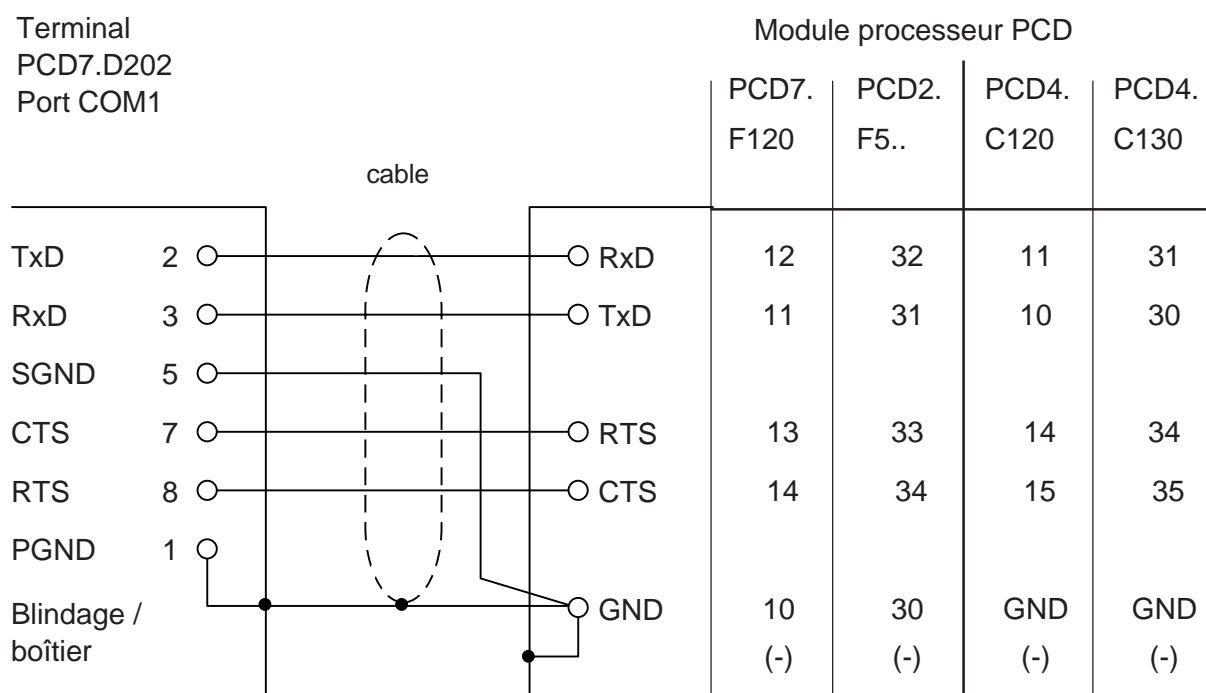 Terminal
PCD7.D202
Port COM1
Module processeur PCD
PCD7. PCD2. PCD4. PCD4.
F120 F5.. C120 C130
cable
TxD 2 RxD 12 32 11 31
RxD 3 TxD 11 31 10 30
SGND 5
CTS 7 RTS 13 33 14 34
RTS 8 CTS 14 34 15 35
PGND 1
Blindage / GND 10 30 GND GND
boîtier (-) (-) (-) (-)